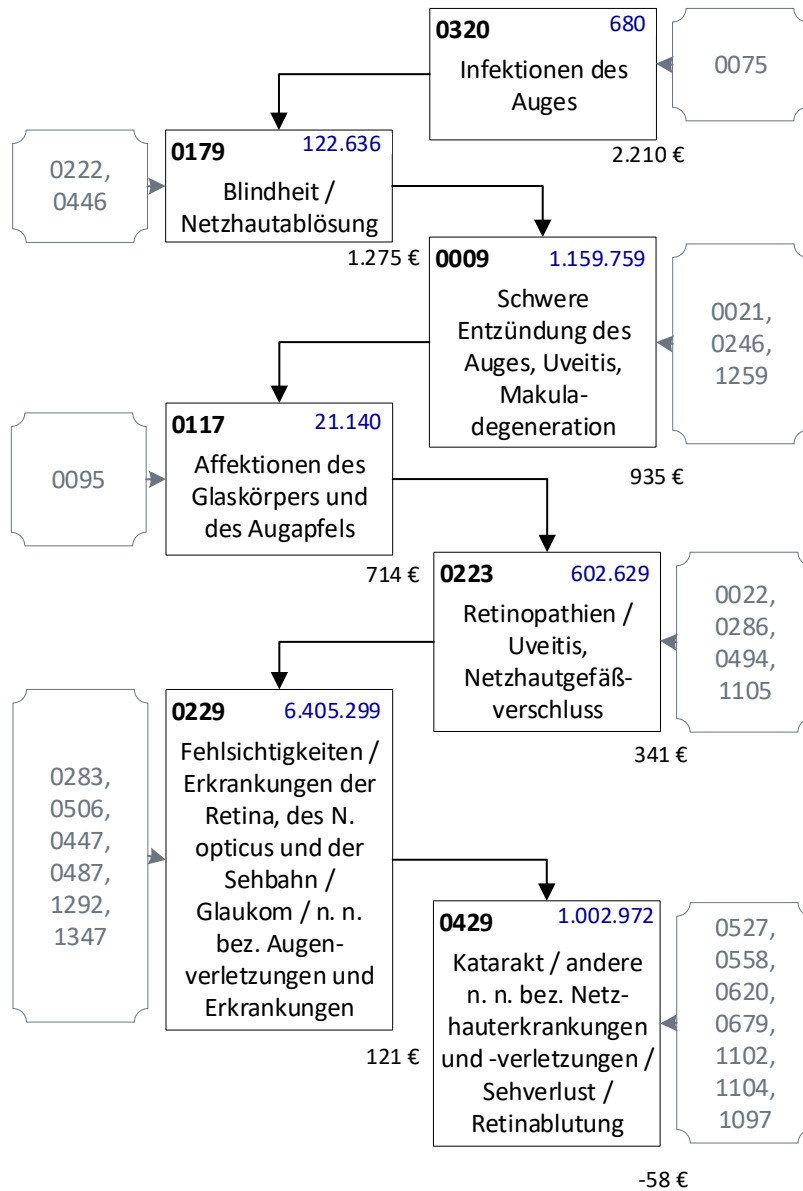 0320 680
Infektionen des
Auges
0075
2.210 €
0222,
0446
0179 122.636
Blindheit /
Netzhautablösung
1.275 €
0009 1.159.759
Schwere
Entzündung des
Auges, Uveitis,
Makula-
degeneration
0021,
0246,
1259
935 €
0095
0117 21.140
Affektionen des
Glaskörpers und
des Augapfels
714 €
0223 602.629
Retinopathien /
Uveitis,
Netzhautgefäß-
verschluss
0022,
0286,
0494,
1105
341 €
0283,
0506,
0447,
0487,
1292,
1347
0229 6.405.299
Fehlsichtigkeiten /
Erkrankungen der
Retina, des N.
opticus und der
Sehbahn /
Glaukom / n. n.
bez. Augen-
verletzungen und
Erkrankungen
121 €
0429 1.002.972
Katarakt / andere
n. n. bez. Netz-
hauterkrankungen
und -verletzungen /
Sehverlust /
Retinablutung
0527,
0558,
0620,
0679,
1102,
1104,
1097
-58 €